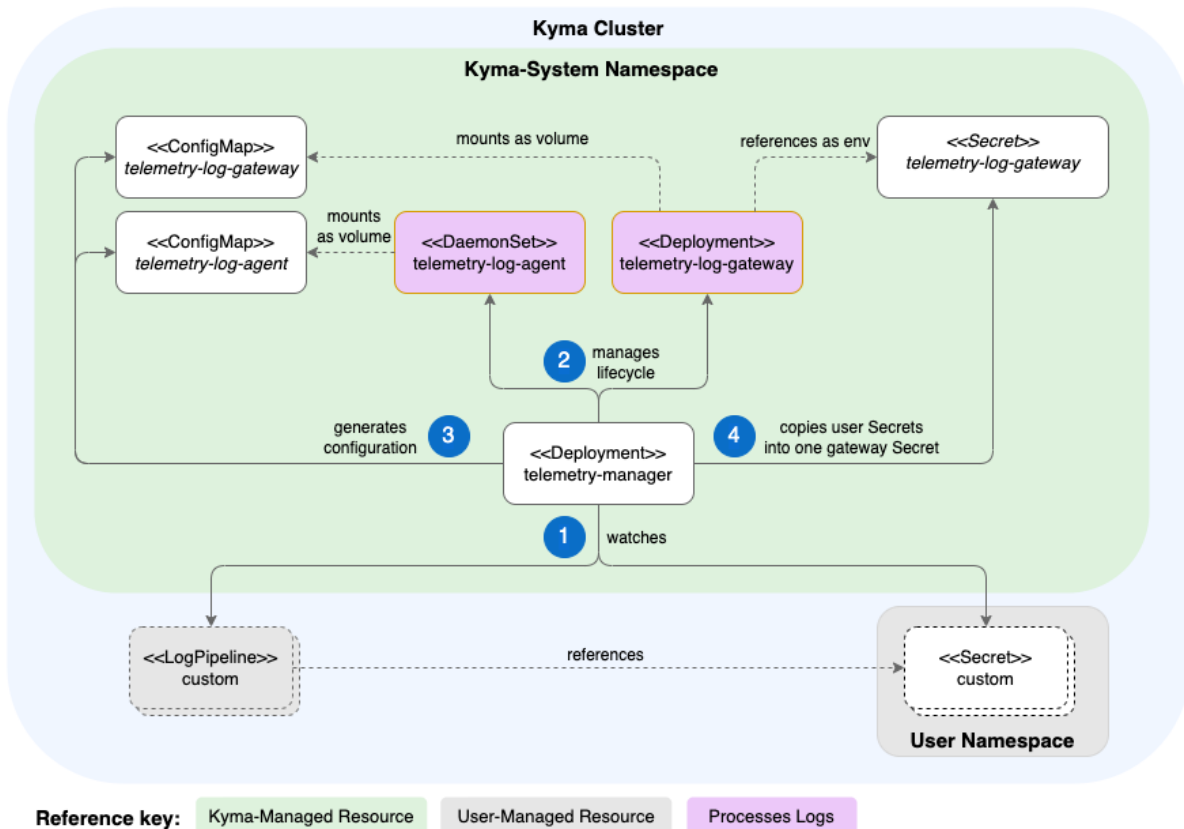 Kyma Cluster
Kyma-System Namespace
<<ConfigMap>>
telemetry-log-gateway
mounts as volume
references as env
<<Secret>>
telemetry-log-gateway
<<ConfigMap>>
telemetry-log-agent
mounts
as volume
<<DaemonSet>>
telemetry-log-agent
<<Deployment>>
telemetry-log-gateway
2
manages
lifecycle
generates
configuration
3
<<Deployment>>
telemetry-manager
4
copies user Secrets
into one gateway Secret
1
watches
<<LogPipeline>>
custom
references
<<Secret>>
custom
User Namespace
Reference key:
Kyma-Managed Resource
User-Managed Resource
Processes Logs